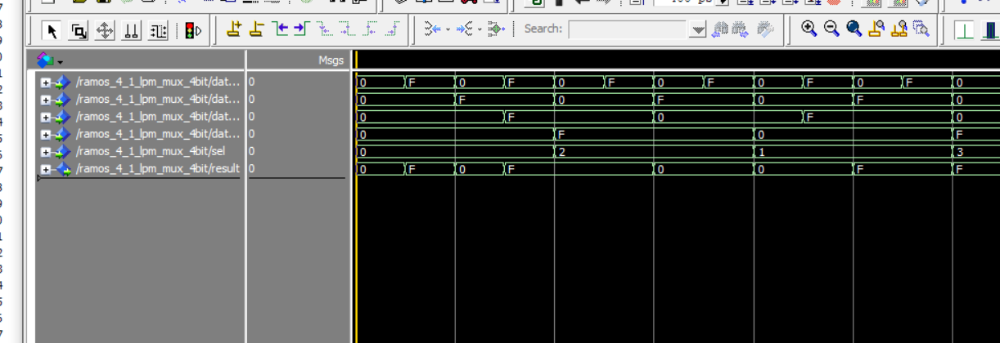 Search:
Msgs
/ramos_4_1_lpm_mux_4bit/dat... 0 0 F 0 F 0 F 0 F 0 F 0 F 0
/ramos_4_1_lpm_mux_4bit/dat... 0 0 F 0 F 0 F 0
/ramos_4_1_lpm_mux_4bit/dat... 0 0 F 0 F 0
/ramos_4_1_lpm_mux_4bit/dat... 0 0 F 0 F
/ramos_4_1_lpm_mux_4bit/sel 0 0 2 1 3
/ramos_4_1_lpm_mux_4bit/result 0 0 F 0 F 0 0 F F